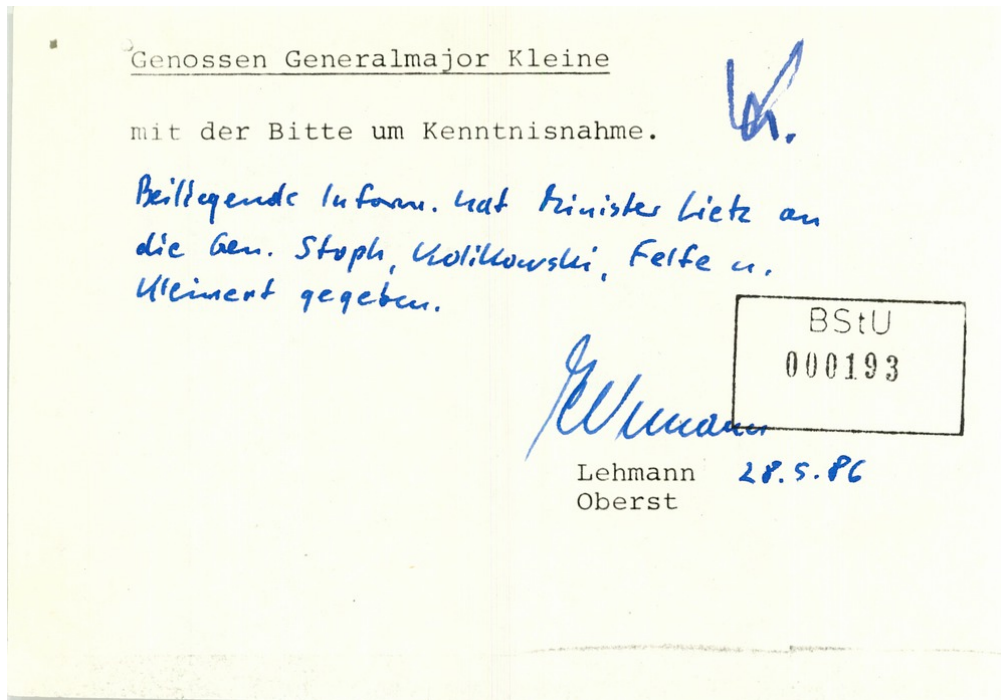 Genossen Generalmajor Kleine
K.
mit der Bitte um Kenntnisnahme.
Beiliegende Inform. hat Minister Lietz an
die Gen. Stoph, Kolikowski, Felfe u.
Kleinert gegeben.
BStU
000193
Lehmann
Lehmann 28.5.86
Oberst